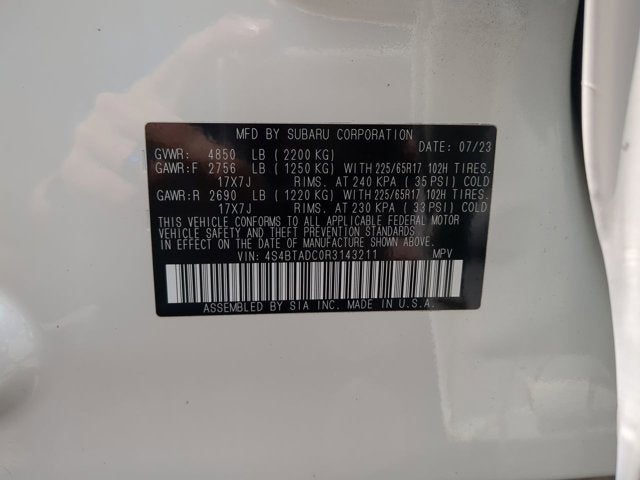 MFD BY SUBARU CORPORATION
DATE: 07/23
GVWR: 4850 LB ( 2200 KG)
GAWR:F 2756 LB ( 1250 KG) WITH 225/65R17 102H TIRES.
17X7J RIMS. AT 240 KPA ( 35 PSI) COLD
GAWR:R 2690 LB ( 1220 KG) WITH 225/65R17 102H TIRES.
17X7J RIMS. AT 230 KPA ( 33 PSI) COLD
THIS VEHICLE CONFORMS TO ALL APPLICABLE FEDERAL MOTOR
VEHICLE SAFETY AND THEFT PREVENTION STANDARDS IN EFFECT
ON THE DATE OF MANUFACTURE SHOWN ABOVE.
VIN: 4S4BTADC0R3143211 MPV
ASSEMBLED BY SIA INC. MADE IN U.S.A.